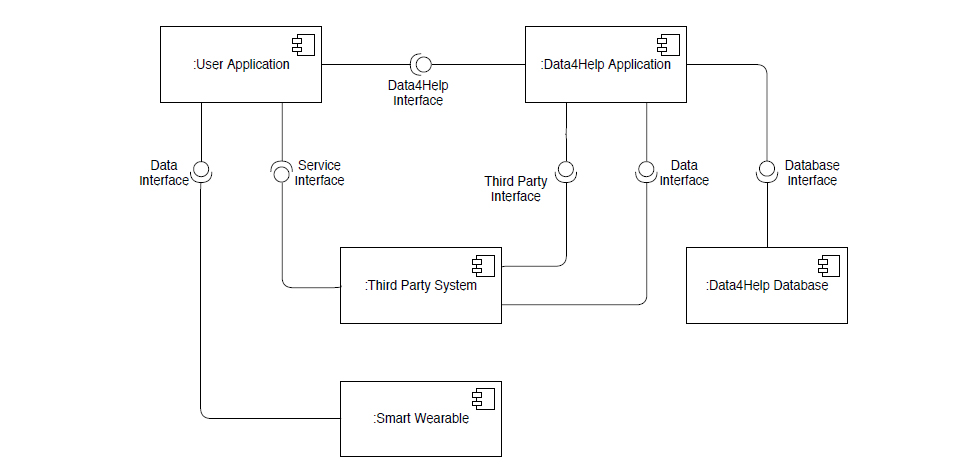 :User Application
:Data4Help Application
Data4Help
Interface
Data
Interface
Service
Interface
Third Party
Interface
Data
Interface
Database
Interface
:Third Party System
:Data4Help Database
:Smart Wearable